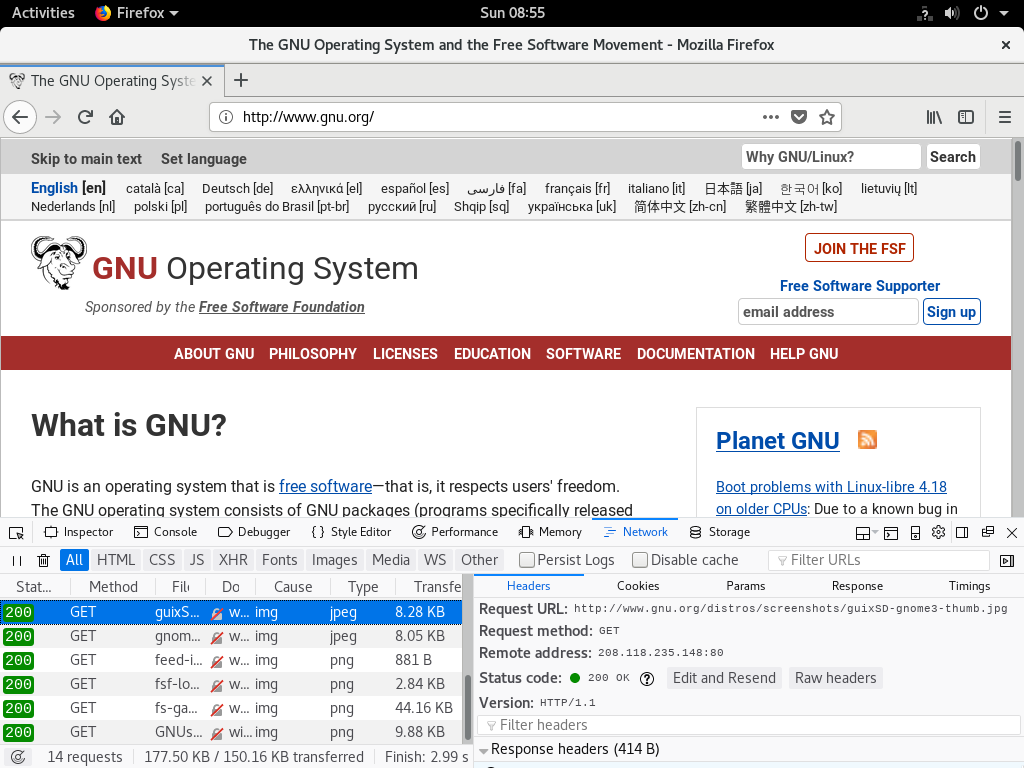 Activities Firefox Sun 08:55
The GNU Operating System and the Free Software Movement - Mozilla Firefox
The GNU Operating Syste
http://www.gnu.org/
Skip to main text Set language Why GNU/Linux? Search
English [en] català [ca] Deutsch [de] ελληνικά [el] español [es] فارسی [fa] français [fr] italiano [it] 日本語 [ja] 한국어 [ko] lietuvių [lt]
Nederlands [nl] polski [pl] português do Brasil [pt-br] русский [ru] Shqip [sq] українська [uk] 简体中文 [zh-cn] 繁體中文 [zh-tw]
JOIN THE FSF
GNU Operating System
Free Software Supporter
Sponsored by the Free Software Foundation
email address Sign up
ABOUT GNU PHILOSOPHY LICENSES EDUCATION SOFTWARE DOCUMENTATION HELP GNU
What is GNU?
GNU is an operating system that is free software—that is, it respects users' freedom.
The GNU operating system consists of GNU packages (programs specifically released
Planet GNU
Boot problems with Linux-libre 4.18
on older CPUs: Due to a known bug in
Inspector Console Debugger {} Style Editor Performance Memory Network Storage
All HTML CSS JS XHR Fonts Images Media WS Other Persist Logs Disable cache Filter URLs
Stat... Method File Do Cause Type Transfe
200 GET guixS... w... img jpeg 8.28 KB
200 GET gnom... w... img jpeg 8.05 KB
200 GET feed-i... w... img png 881 B
200 GET fsf-lo... w... img png 2.84 KB
200 GET fs-ga... w... img png 44.16 KB
200 GET GNUs... wi... img png 9.88 KB
14 requests 177.50 KB / 150.16 KB transferred Finish: 2.99 s
Headers Cookies Params Response Timings
Request URL: http://www.gnu.org/distros/screenshots/guixSD-gnome3-thumb.jpg
Request method: GET
Remote address: 208.118.235.148:80
Status code: 200 OK ? Edit and Resend Raw headers
Version: HTTP/1.1
Filter headers
Response headers (414 B)